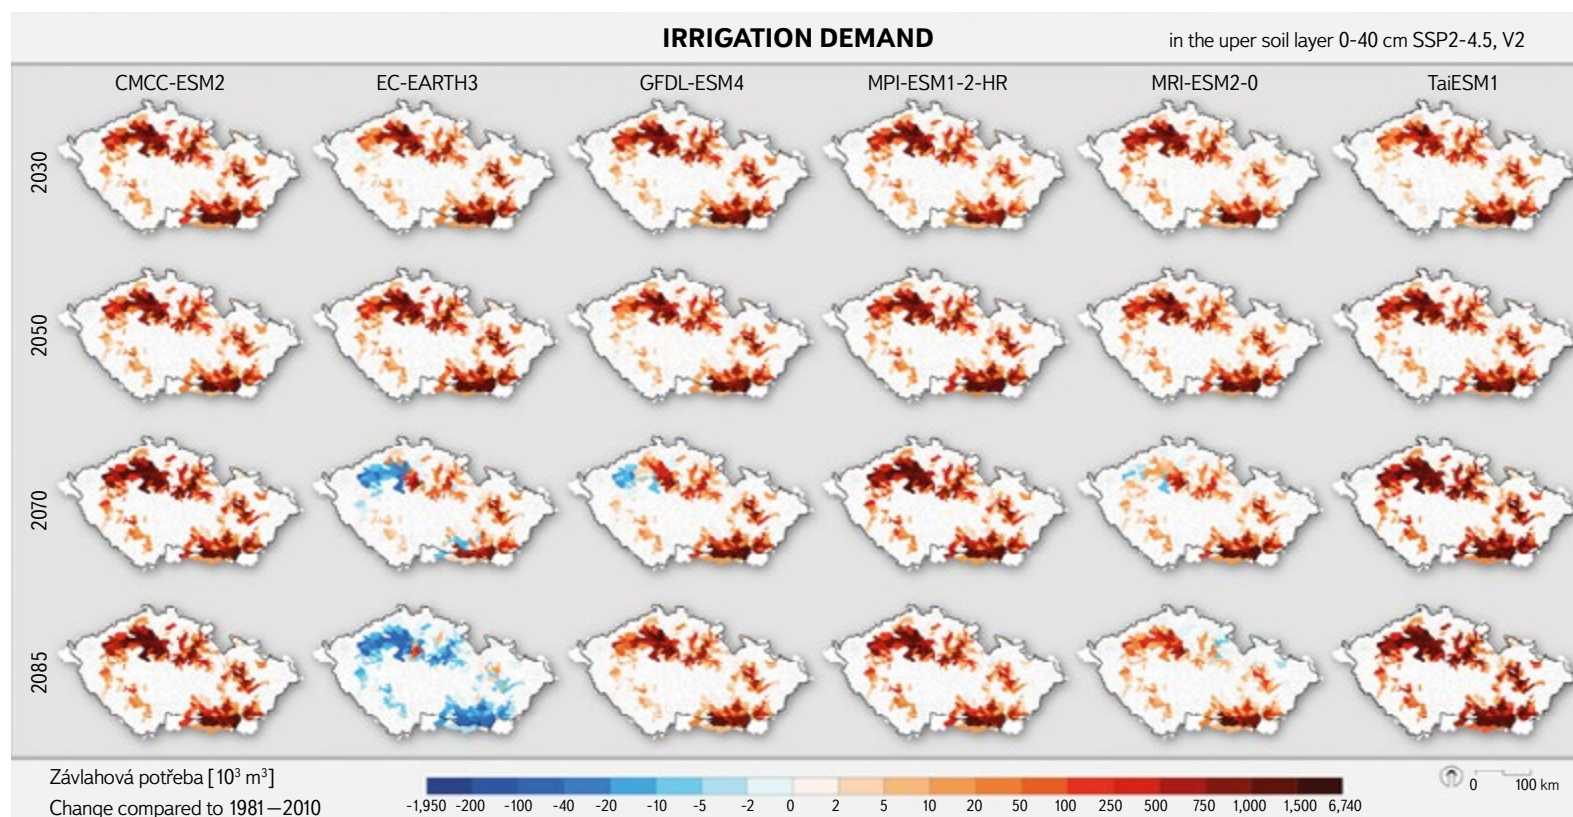 IRRIGATION DEMAND
in the uper soil layer 0-40 cm SSP2-4.5, V2
CMCC-ESM2 EC-EARTH3 GFDL-ESM4 MPI-ESM1-2-HR MRI-ESM2-0 TaiESM1
2030
2050
2070
2085
Závlahová potřeba [10³ m³]
Change compared to 1981—2010
-1,950 -200 -100 -40 -20 -10 -5 -2 0 2 5 10 20 50 100 250 500 750 1,000 1,500 6,740
0 100 km